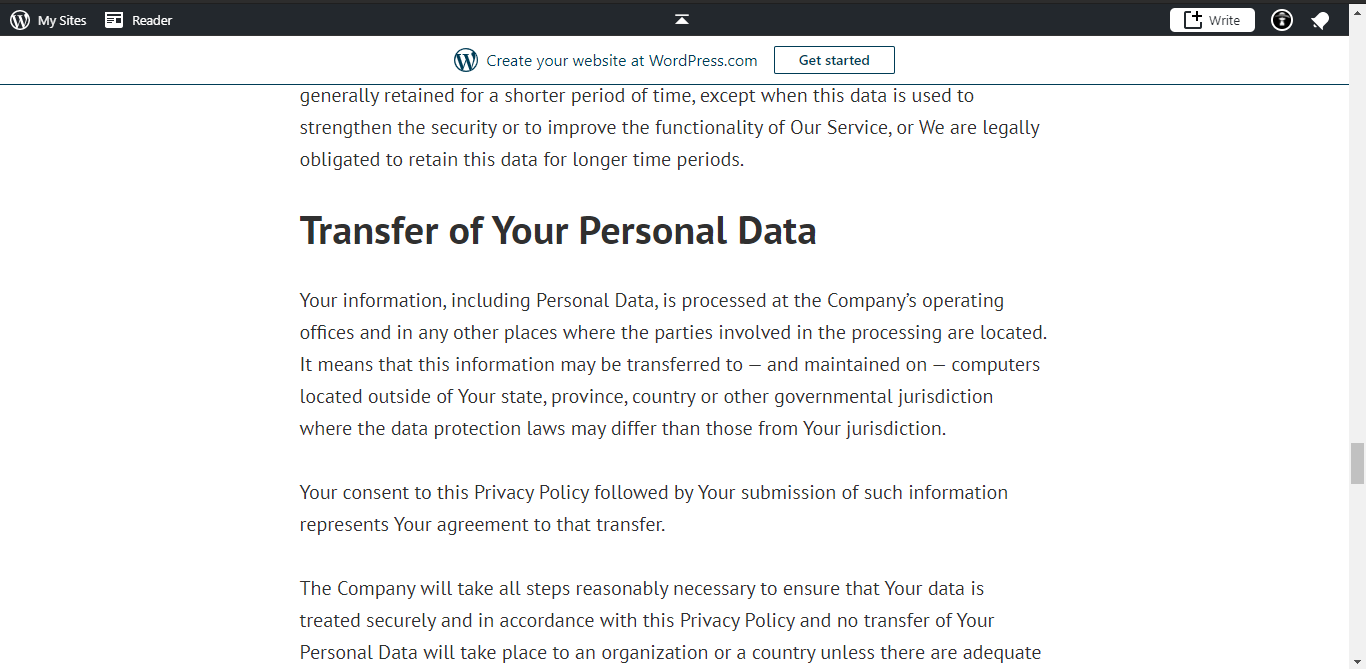 My Sites Reader Write
Create your website at WordPress.com Get started
generally retained for a shorter period of time, except when this data is used to
strengthen the security or to improve the functionality of Our Service, or We are legally
obligated to retain this data for longer time periods.
Transfer of Your Personal Data
Your information, including Personal Data, is processed at the Company’s operating
offices and in any other places where the parties involved in the processing are located.
It means that this information may be transferred to — and maintained on — computers
located outside of Your state, province, country or other governmental jurisdiction
where the data protection laws may differ than those from Your jurisdiction.
Your consent to this Privacy Policy followed by Your submission of such information
represents Your agreement to that transfer.
The Company will take all steps reasonably necessary to ensure that Your data is
treated securely and in accordance with this Privacy Policy and no transfer of Your
Personal Data will take place to an organization or a country unless there are adequate